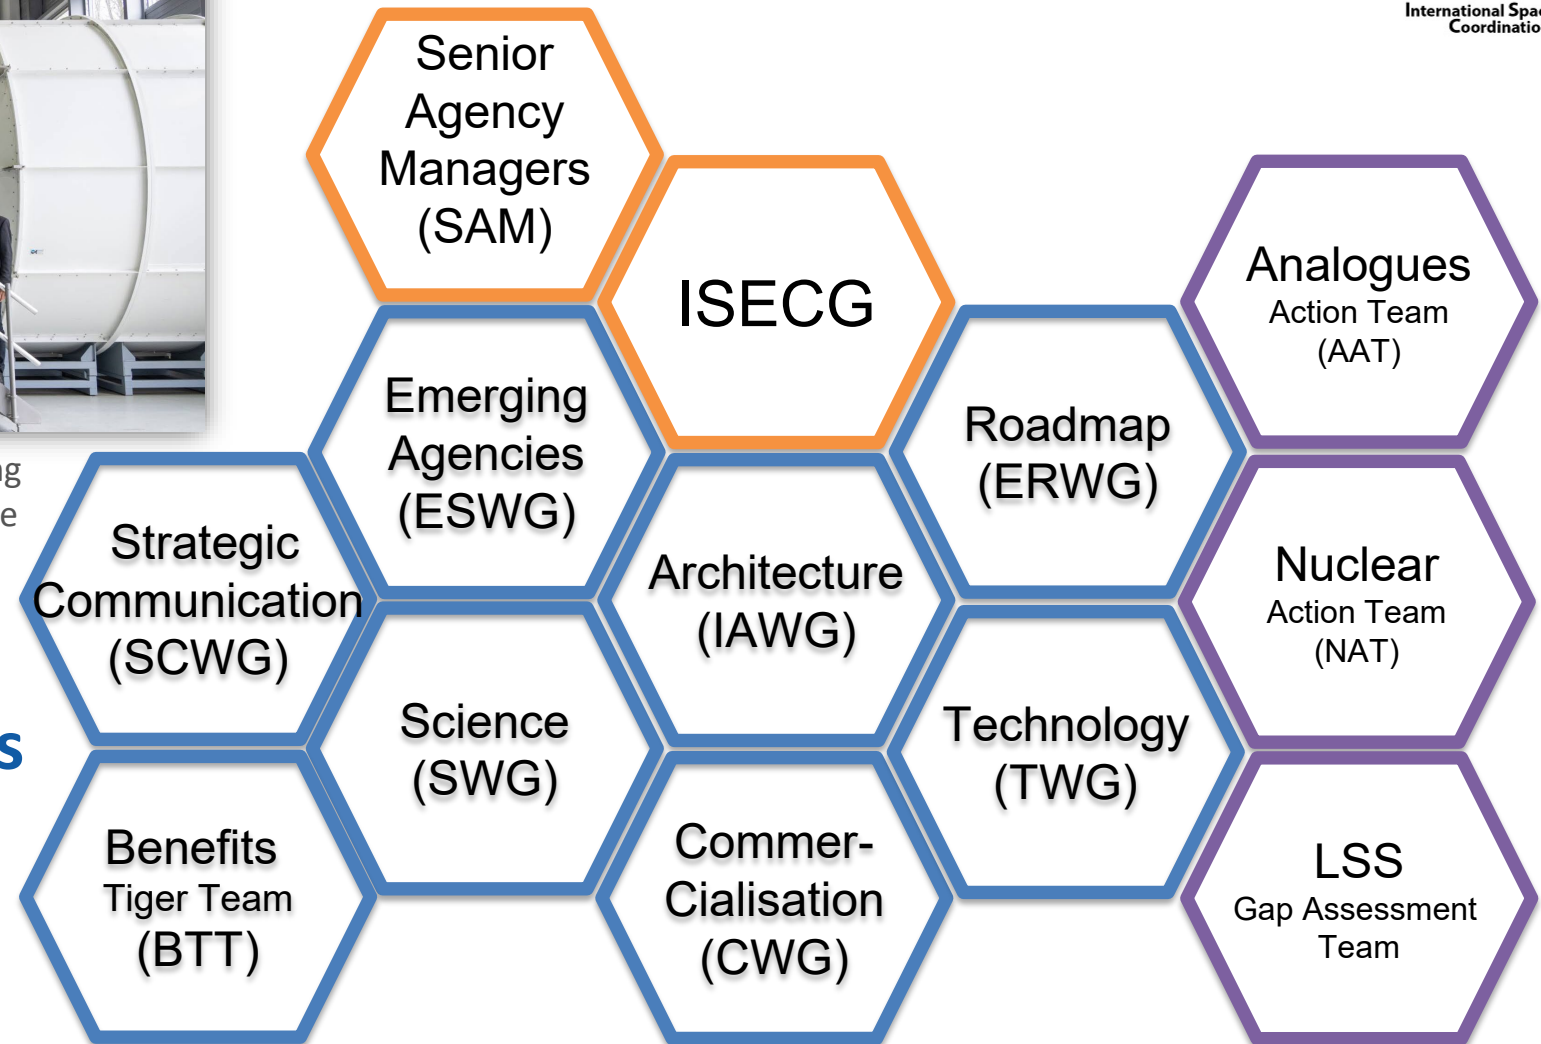 International Spac
Coordinatio
Senior
Agency
Managers
(SAM)
ISECG
Analogues
Action Team
(AAT)
Emerging
Agencies
(ESWG)
Roadmap
(ERWG)
ng
e
Strategic
Communication
(SCWG)
Architecture
(IAWG)
Nuclear
Action Team
(NAT)
s
Science
(SWG)
Technology
(TWG)
Benefits
Tiger Team
(BTT)
Commer-
Cialisation
(CWG)
LSS
Gap Assessment
Team